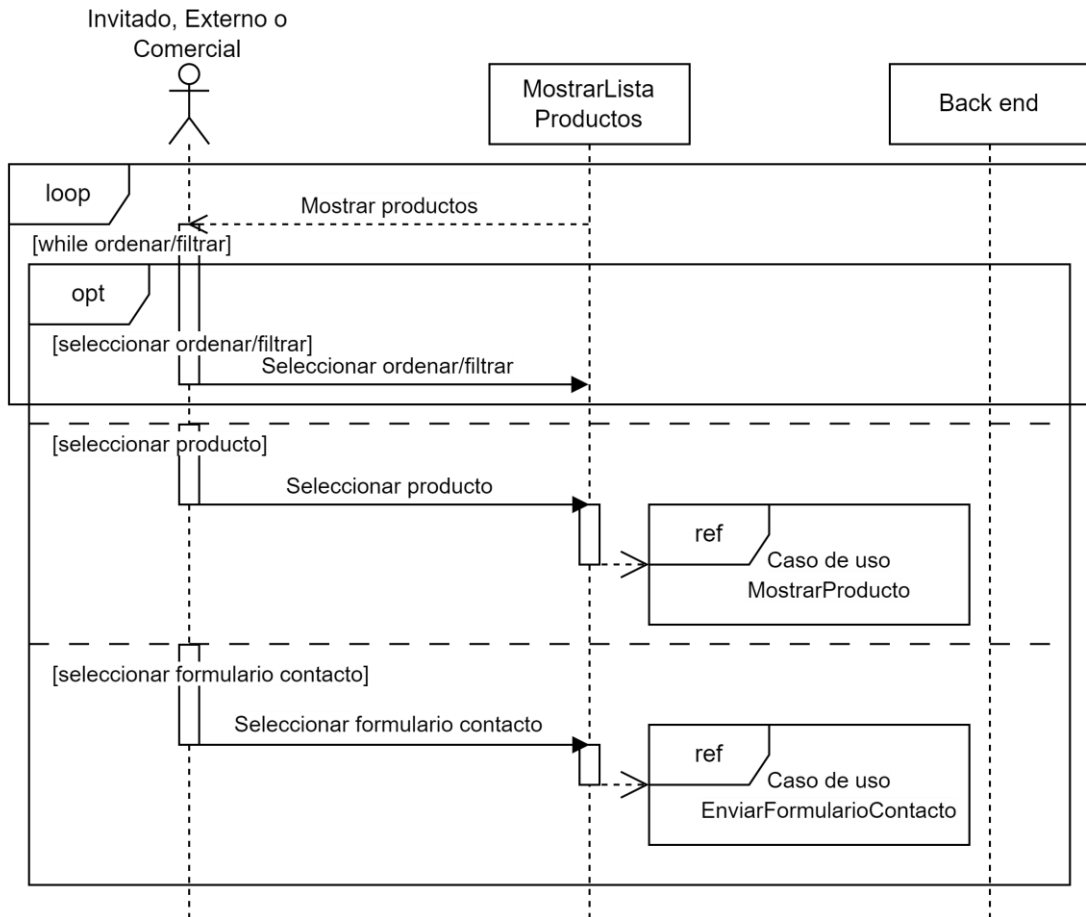 Invitado, Externo o
Comercial
MostrarLista
Productos
Back end
loop
Mostrar productos
[while ordenar/filtrar]
opt
[seleccionar ordenar/filtrar]
Seleccionar ordenar/filtrar
[seleccionar producto]
Seleccionar producto
ref
Caso de uso
MostrarProducto
[seleccionar formulario contacto]
Seleccionar formulario contacto
ref
Caso de uso
EnviarFormularioContacto